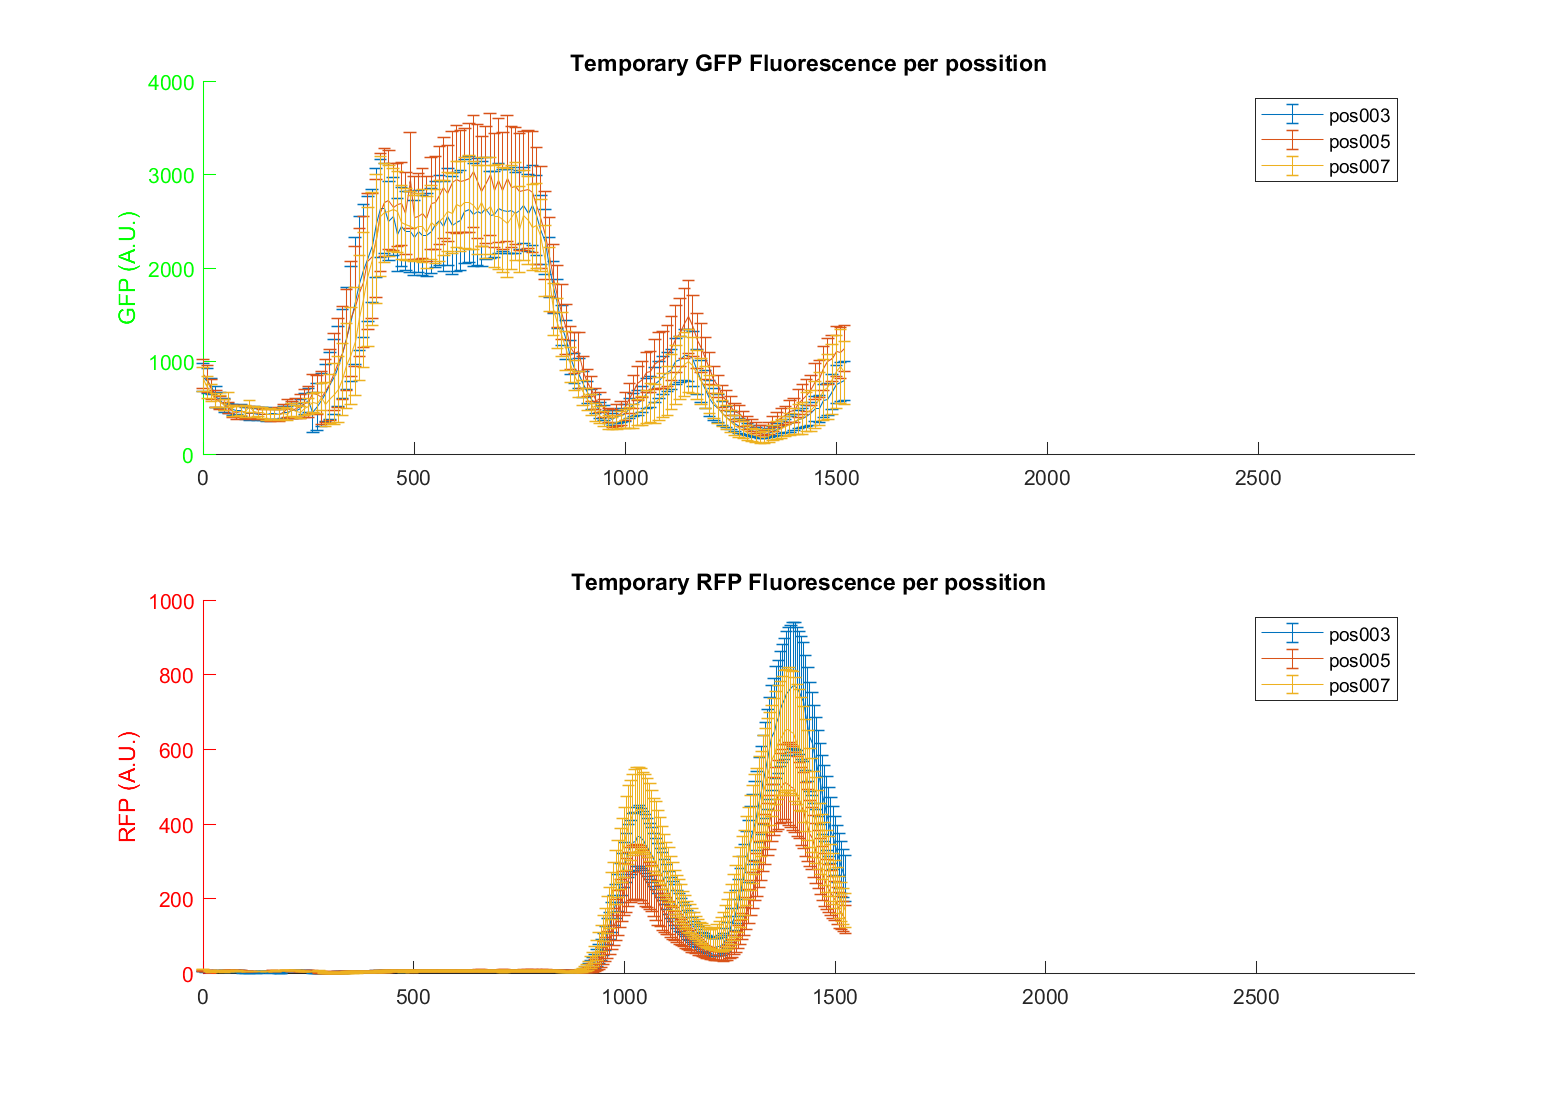 Temporary GFP Fluorescence per possition
4000
3000
2000
1000
0
GFP (A.U.)
0 500 1000 1500 2000 2500
pos003
pos005
pos007
Temporary RFP Fluorescence per possition
1000
800
600
400
200
0
RFP (A.U.)
0 500 1000 1500 2000 2500
pos003
pos005
pos007